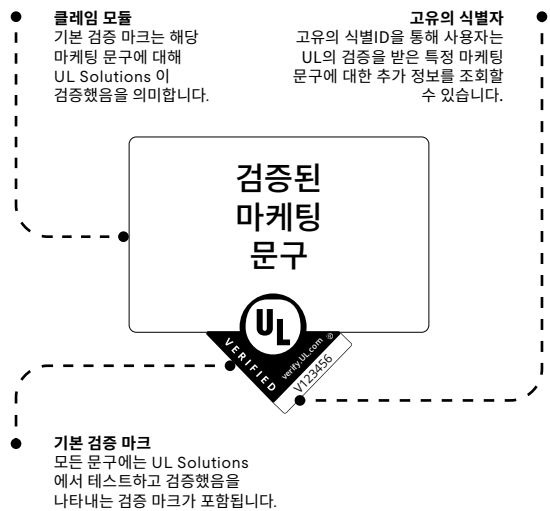 클레임 모듈
기본 검증 마크는 해당
마케팅 문구에 대해
UL Solutions 이
검증했음을 의미합니다.
고유의 식별자
고유의 식별ID을 통해 사용자는
UL의 검증을 받은 특정 마케팅
문구에 대한 추가 정보를 조회할
수 있습니다.
검증된
마케팅
문구
UL
®
VERIFIED
verify.UL.com
V123456
기본 검증 마크
모든 문구에는 UL Solutions
에서 테스트하고 검증했음을
나타내는 검증 마크가 포함됩니다.